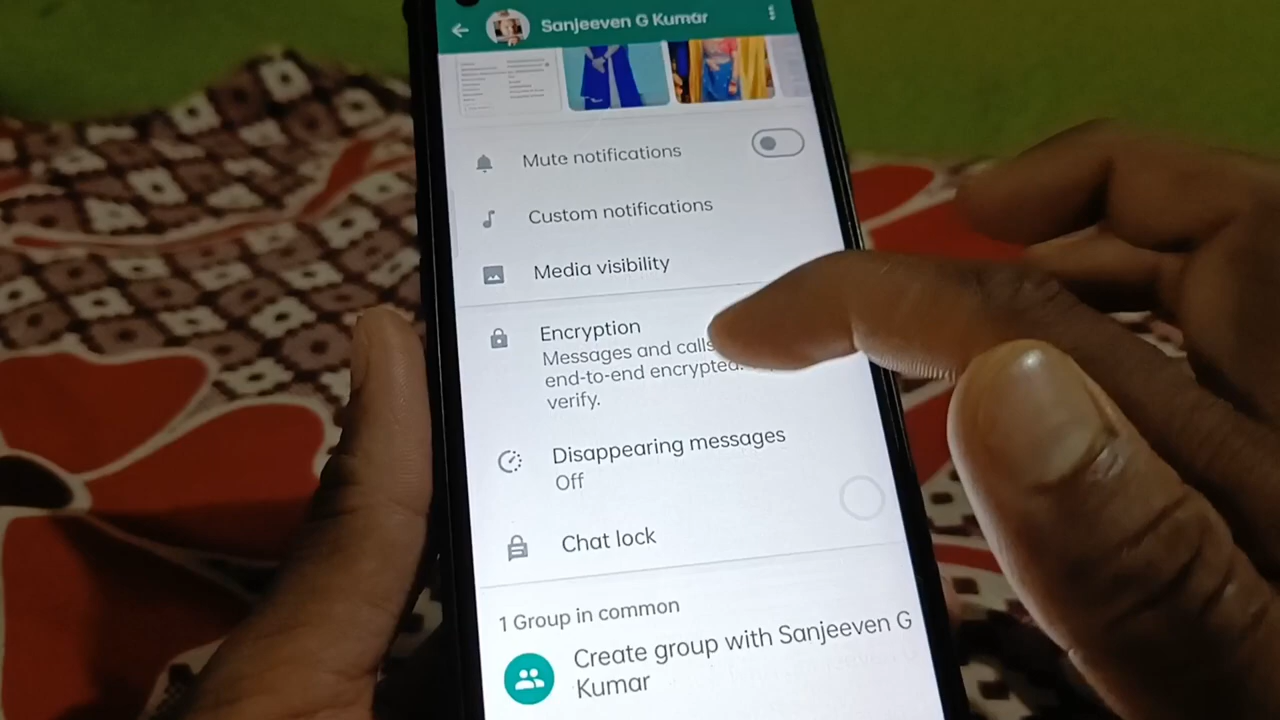 Sanjeeven G Kumar
Mute notifications
Custom notifications
Media visibility
Encryption
Messages and calls
end-to-end encrypted.
verify.
Disappearing messages
Off
Chat lock
1 Group in common
Create group with Sanjeeven G
Kumar